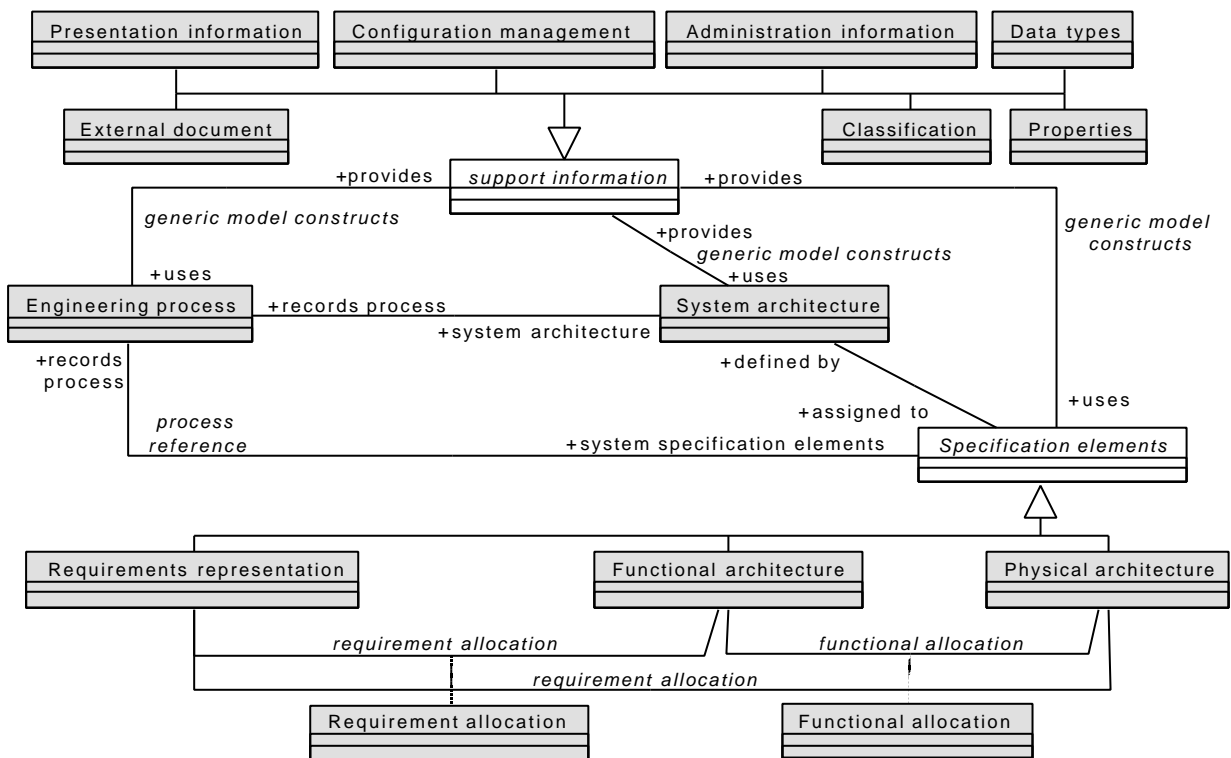 Presentation information
Configuration management
Administration information
Data types
External document
Classification
Properties
+provides
support information
+provides
generic model constructs
+provides
generic model constructs
generic model
constructs
+uses
+uses
Engineering process
+records process
System architecture
+system architecture
+records
process
+defined by
+assigned to
+uses
process
reference
+system specification elements
Specification elements
Requirements representation
Functional architecture
Physical architecture
requirement allocation
functional allocation
requirement allocation
Requirement allocation
Functional allocation